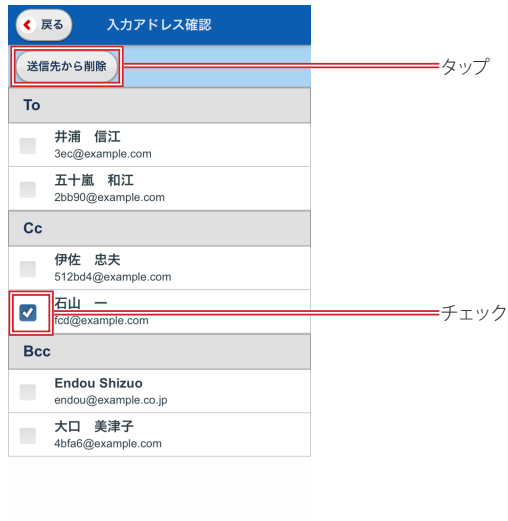 戻る
入力アドレス確認
送信先から削除
タップ
To
井浦　信江
3ec@example.com
五十嵐　和江
2bb90@example.com
Cc
伊佐　忠夫
512bd4@example.com
石山　一
fcd@example.com
チェック
Bcc
Endou Shizuo
endou@example.co.jp
大口　美津子
4bfa6@example.com